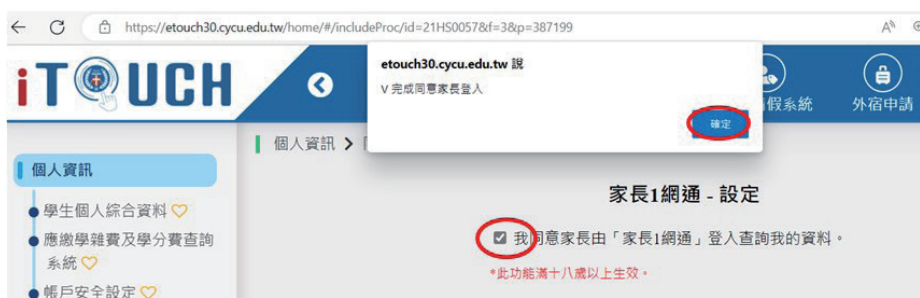 https://etouch30.cycu.edu.tw/home/#/includeProc/id=21HS0057&f=3&p=387199
etouch30.cycu.edu.tw 說
V 完成同意家長登入
確定
iTOUCH
假系統
外宿申請
個人資訊
個人資訊
學生個人綜合資料
應繳學雜費及學分費查詢
系統
帳戶安全設定
家長1網通 - 設定
我同意家長由「家長1網通」登入查詢我的資料。
*此功能滿十八歲以上生效。